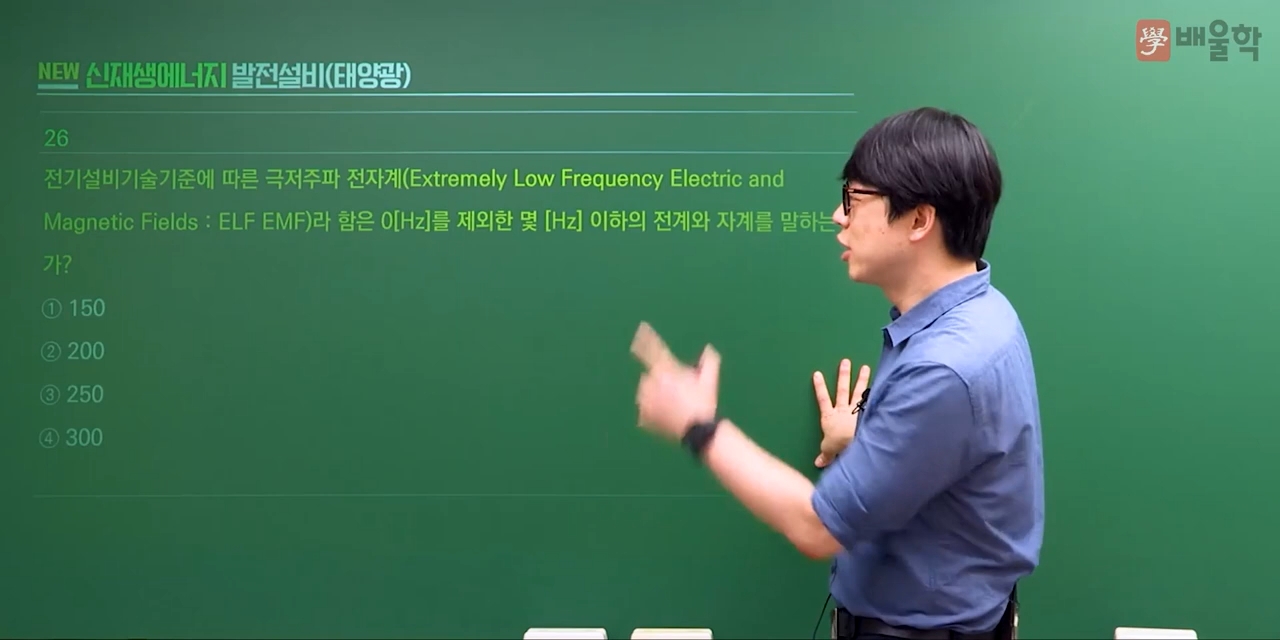 學 배울학
NEW 신재생에너지 발전설비(태양광)
26
전기설비기술기준에 따른 극저주파 전자계(Extremely Low Frequency Electric and
Magnetic Fields : ELF EMF)라 함은 0[Hz]를 제외한 몇 [Hz] 이하의 전계와 자계를 말하는
가?
① 150
② 200
③ 250
④ 300